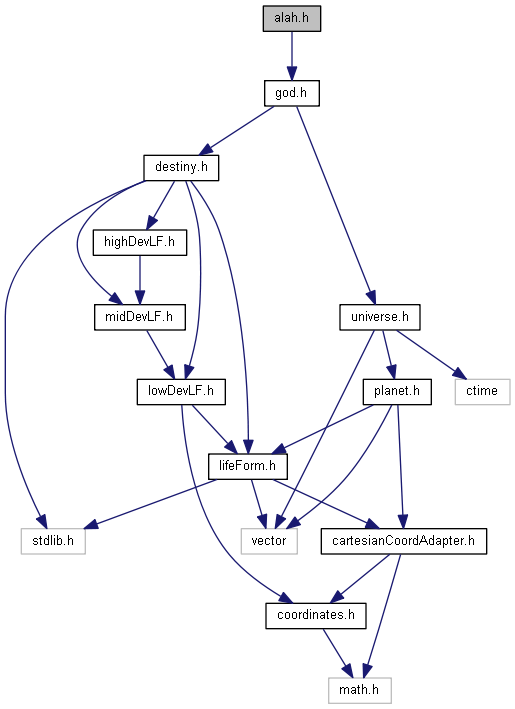 alah.h
god.h
destiny.h
highDevLF.h
midDevLF.h
universe.h
lowDevLF.h
planet.h
ctime
lifeForm.h
stdlib.h
vector
cartesianCoordAdapter.h
coordinates.h
math.h